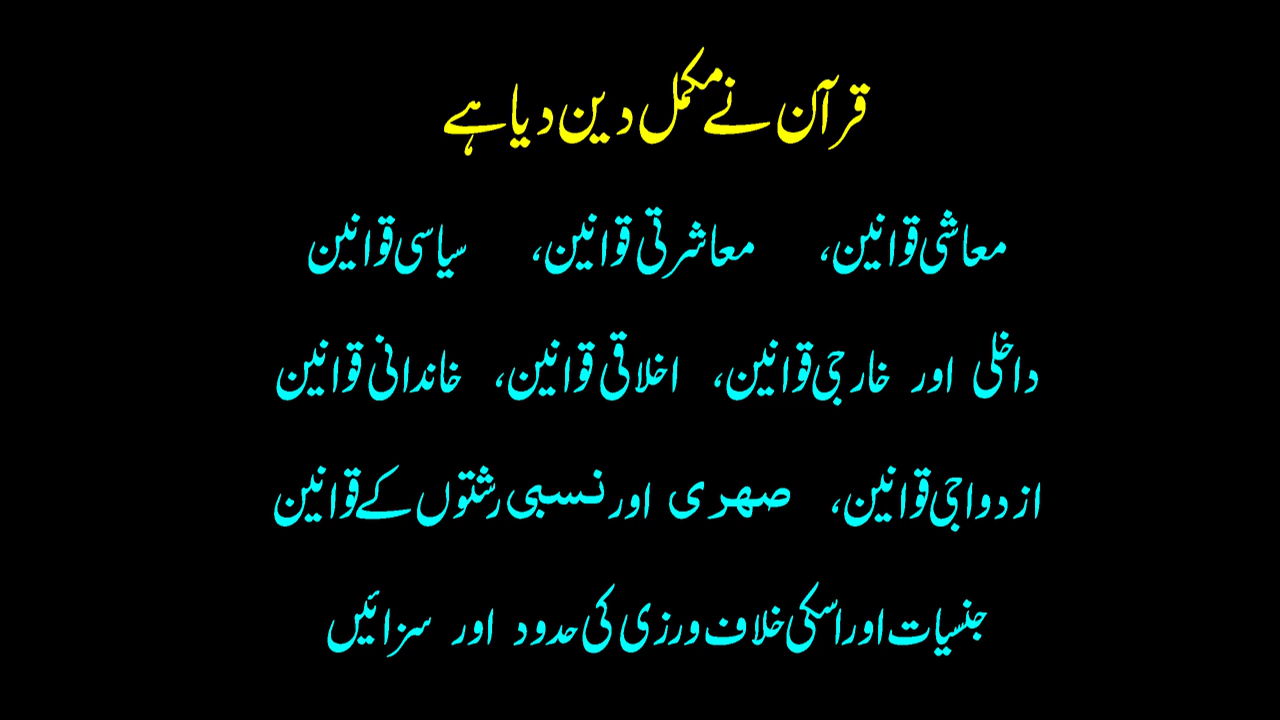 قرآن نے مکمل دین دیا ہے
معاشی قوانین، معاشرتی قوانین، سیاسی قوانین
داخلی اور خارجی قوانین، اخلاقی قوانین، خاندانی قوانین
ازدواجی قوانین، صہری اور نسبی رشتوں کے قوانین
جنسیات اور اسکی خلاف ورزی کی حدود اور سزائیں